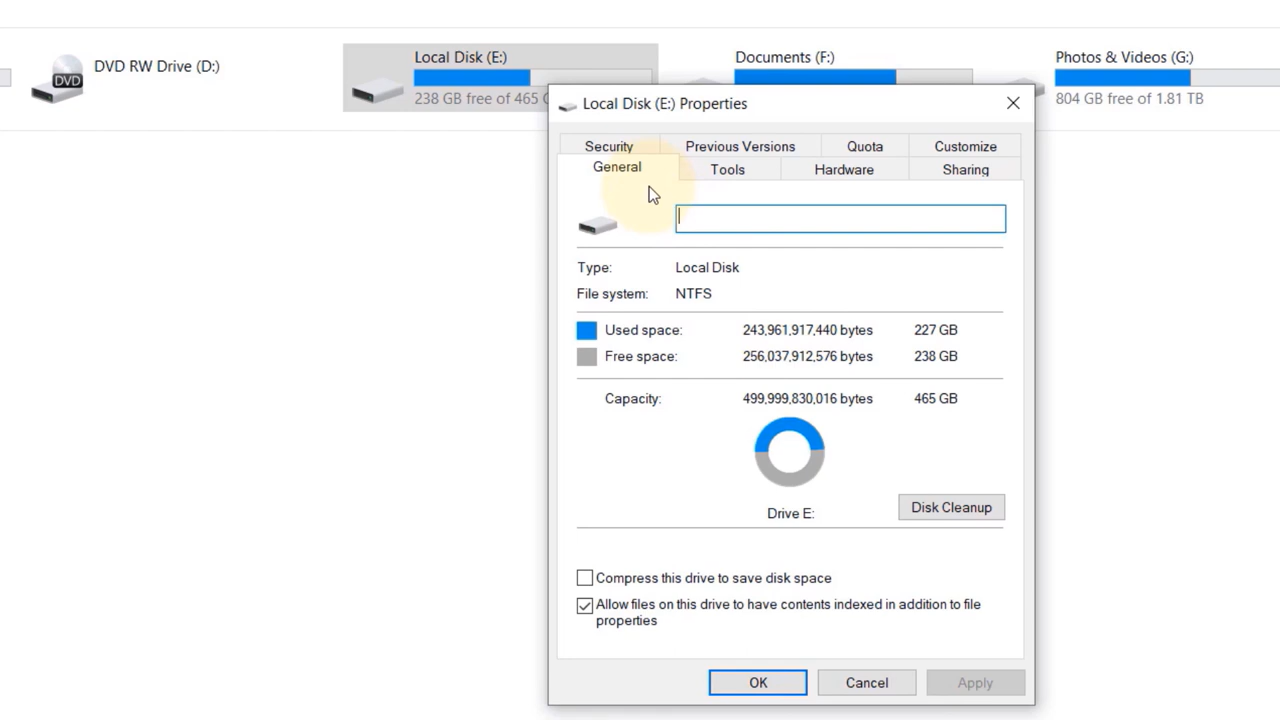 DVD RW Drive (D:)
DVD
Local Disk (E:)
238 GB free of 465
Documents (F:)
Photos & Videos (G:)
804 GB free of 1.81 TB
Local Disk (E:) Properties
Security Previous Versions Quota Customize
General Tools Hardware Sharing
Type: Local Disk
File system: NTFS
Used space: 243,961,917,440 bytes 227 GB
Free space: 256,037,912,576 bytes 238 GB
Capacity: 499,999,830,016 bytes 465 GB
Drive E:
Disk Cleanup
Compress this drive to save disk space
Allow files on this drive to have contents indexed in addition to file
properties
OK Cancel Apply